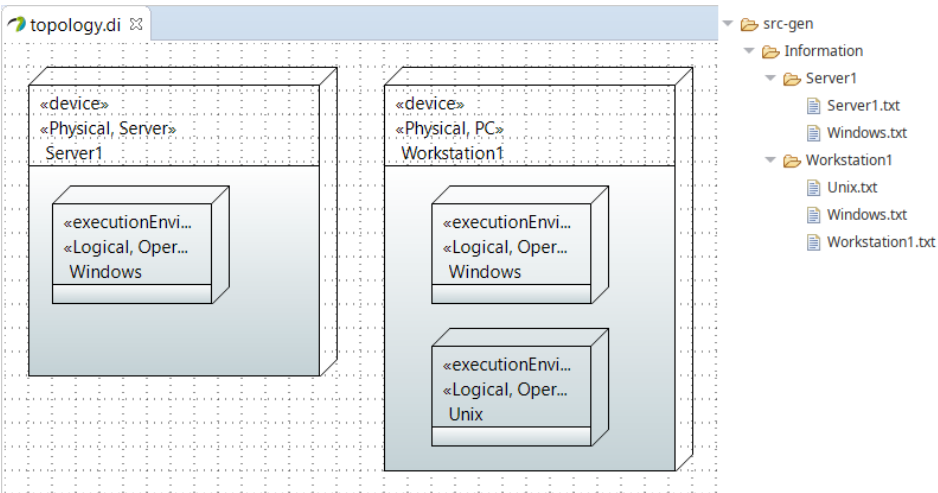 topology.di
«device»
«Physical, Server»
Server1
«executionEnvi...
«Logical, Oper...
Windows
«device»
«Physical, PC»
Workstation1
«executionEnvi...
«Logical, Oper...
Windows
«executionEnvi...
«Logical, Oper...
Unix
src-gen
Information
Server1
Server1.txt
Windows.txt
Workstation1
Unix.txt
Windows.txt
Workstation1.txt